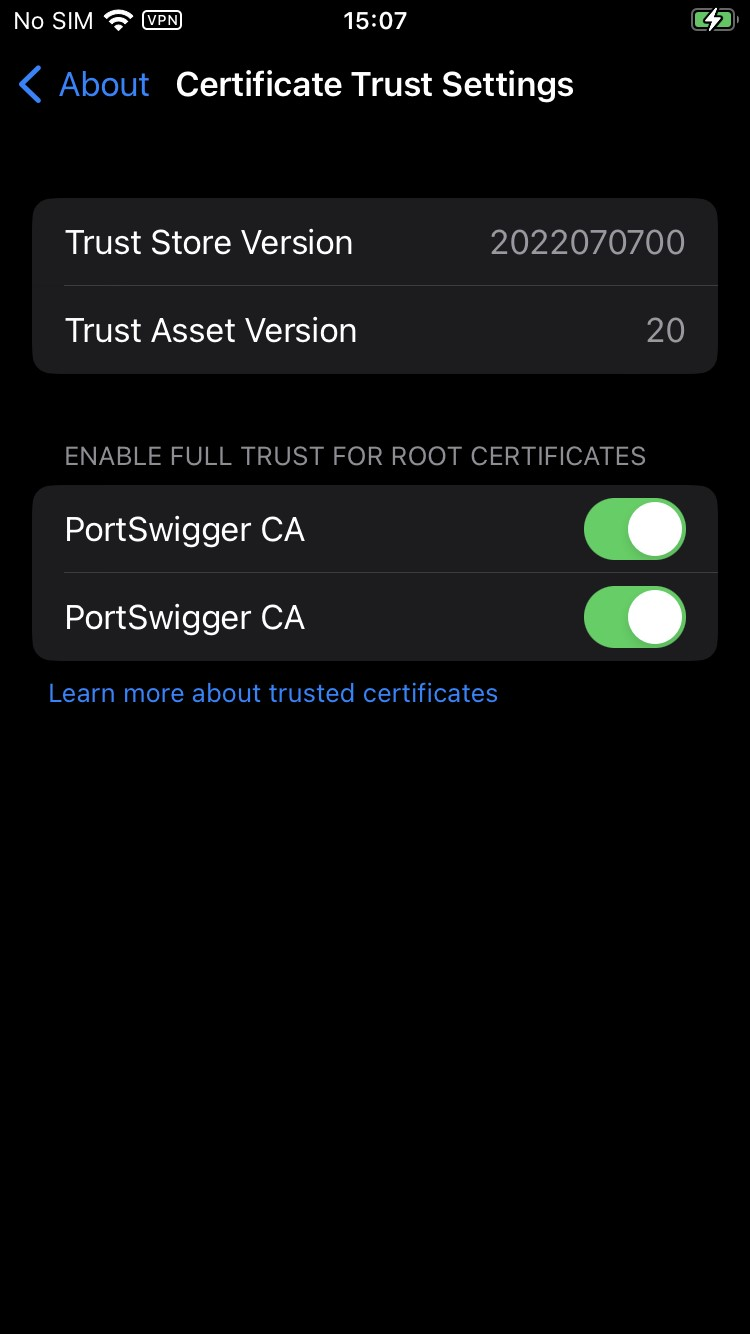 No SIM VPN 15:07
About Certificate Trust Settings
Trust Store Version 2022070700
Trust Asset Version 20
ENABLE FULL TRUST FOR ROOT CERTIFICATES
PortSwigger CA
PortSwigger CA
Learn more about trusted certificates